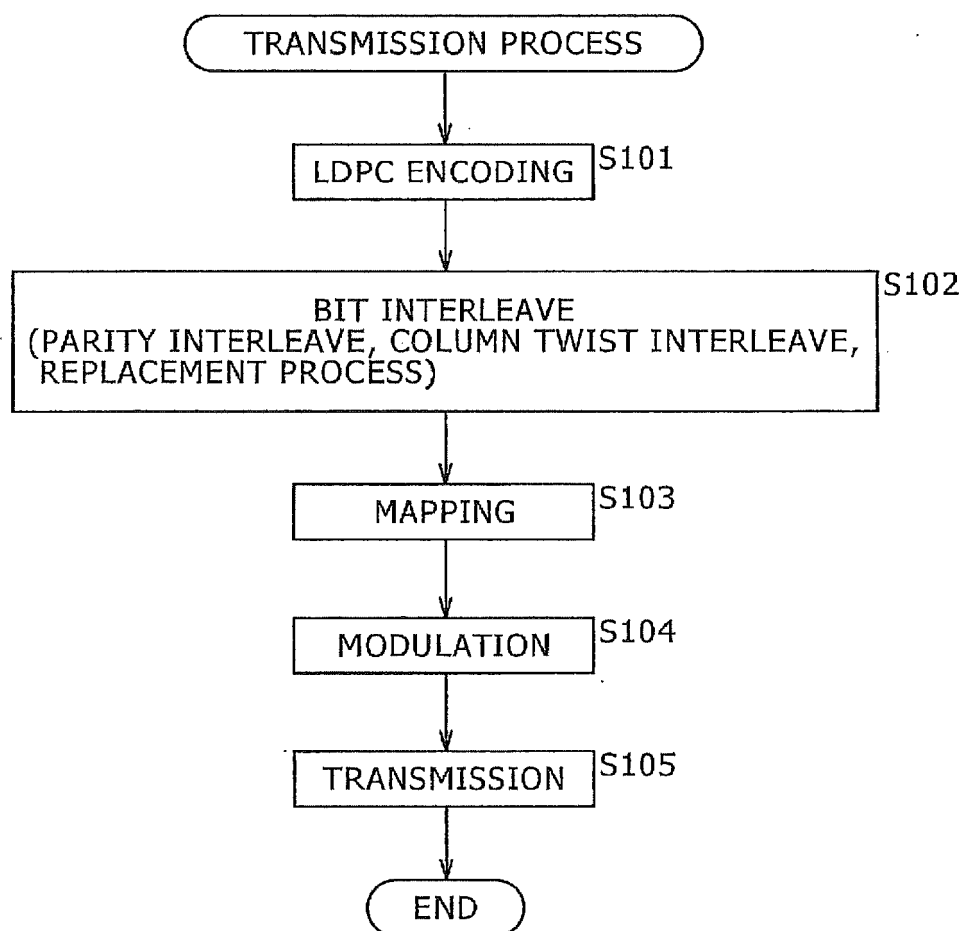 TRANSMISSION PROCESS
LDPC ENCODING
S101
BIT INTERLEAVE
(PARITY INTERLEAVE, COLUMN TWIST INTERLEAVE,
REPLACEMENT PROCESS)
S102
MAPPING
S103
MODULATION
S104
TRANSMISSION
S105
END